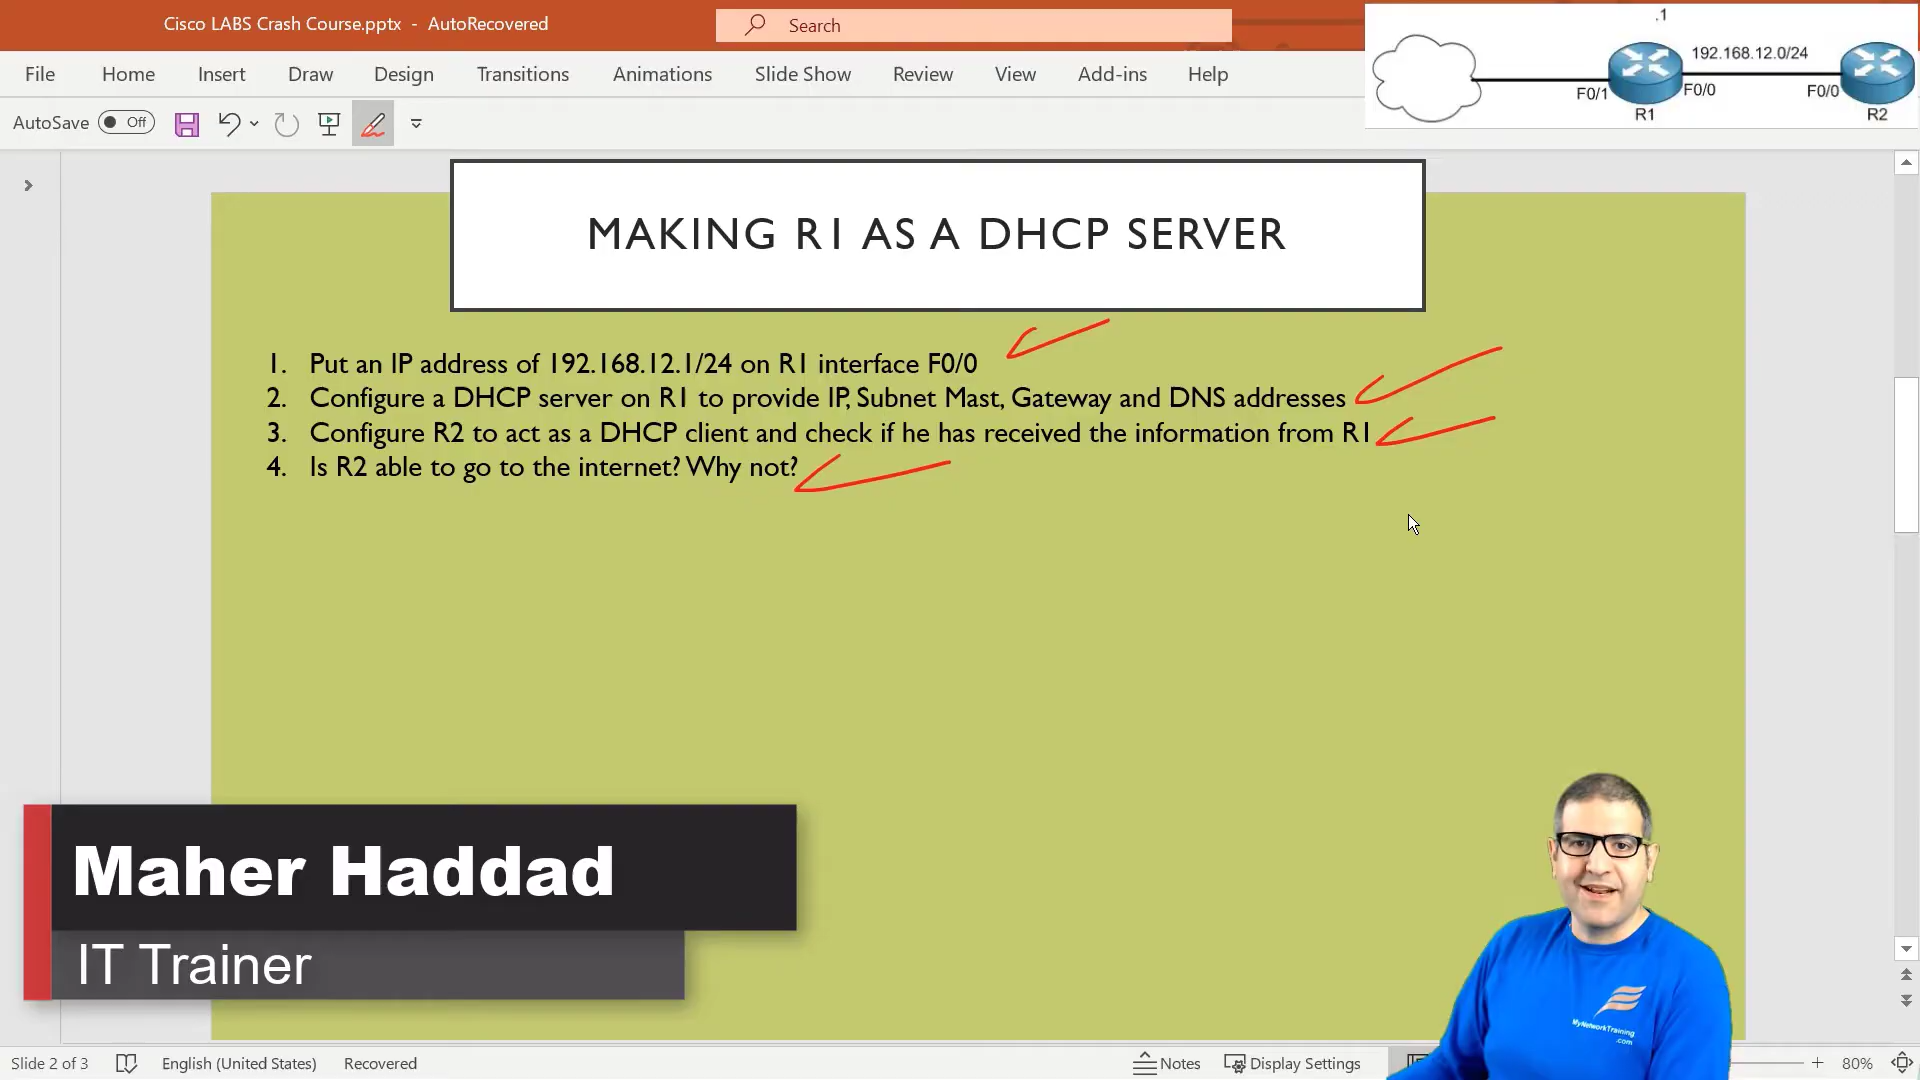 Cisco LABS Crash Course.pptx - AutoRecovered
Search
File Home Insert Draw Design Transitions Animations Slide Show Review View Add-ins Help
AutoSave Off
.1
192.168.12.0/24
F0/1 F0/0 F0/0
R1 R2
MAKING R1 AS A DHCP SERVER
1. Put an IP address of 192.168.12.1/24 on R1 interface F0/0
2. Configure a DHCP server on R1 to provide IP, Subnet Mast, Gateway and DNS addresses
3. Configure R2 to act as a DHCP client and check if he has received the information from R1
4. Is R2 able to go to the internet? Why not?
Maher Haddad
IT Trainer
MyNetworkTraining
.com
Slide 2 of 3 English (United States) Recovered Notes Display Settings 80%